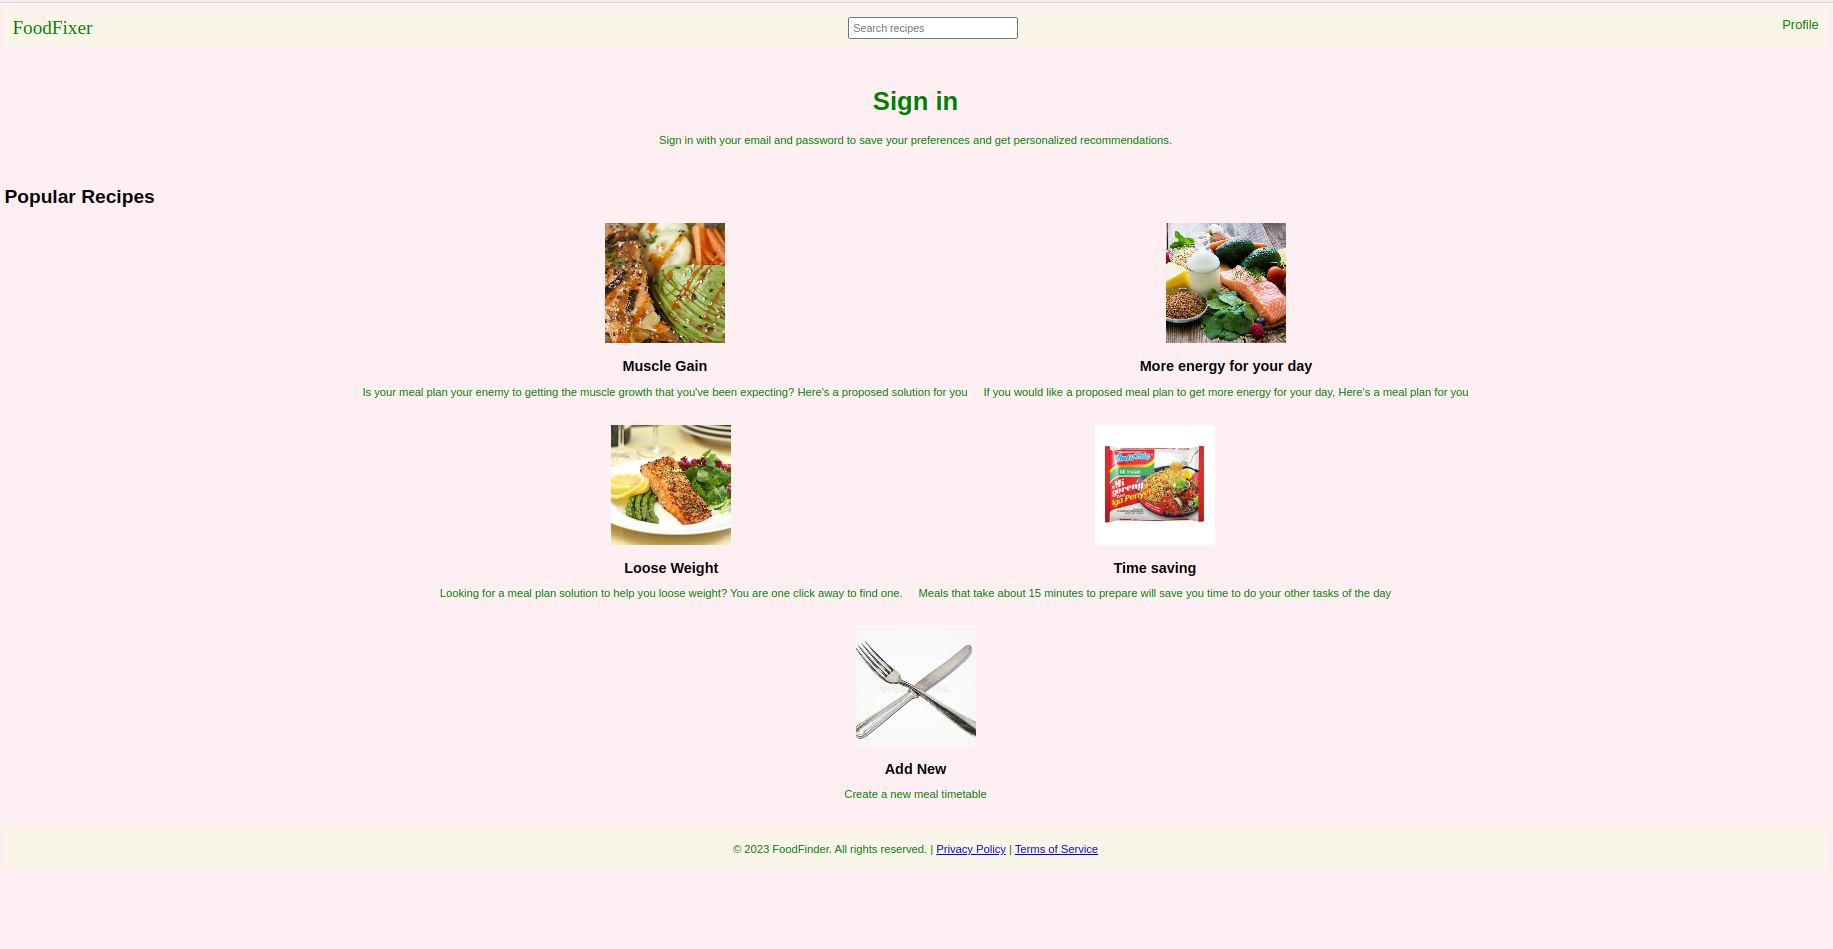 FoodFixer
Search recipes
Profile
Sign in
Sign in with your email and password to save your preferences and get personalized recommendations.
Popular Recipes
Muscle Gain
Is your meal plan your enemy to getting the muscle growth that you've been expecting? Here's a proposed solution for you
More energy for your day
If you would like a proposed meal plan to get more energy for your day, Here's a meal plan for you
Mi
goreng
Loose Weight
Looking for a meal plan solution to help you loose weight? You are one click away to find one.
Time saving
Meals that take about 15 minutes to prepare will save you time to do your other tasks of the day
Add New
Create a new meal timetable
© 2023 FoodFinder. All rights reserved. | Privacy Policy | Terms of Service